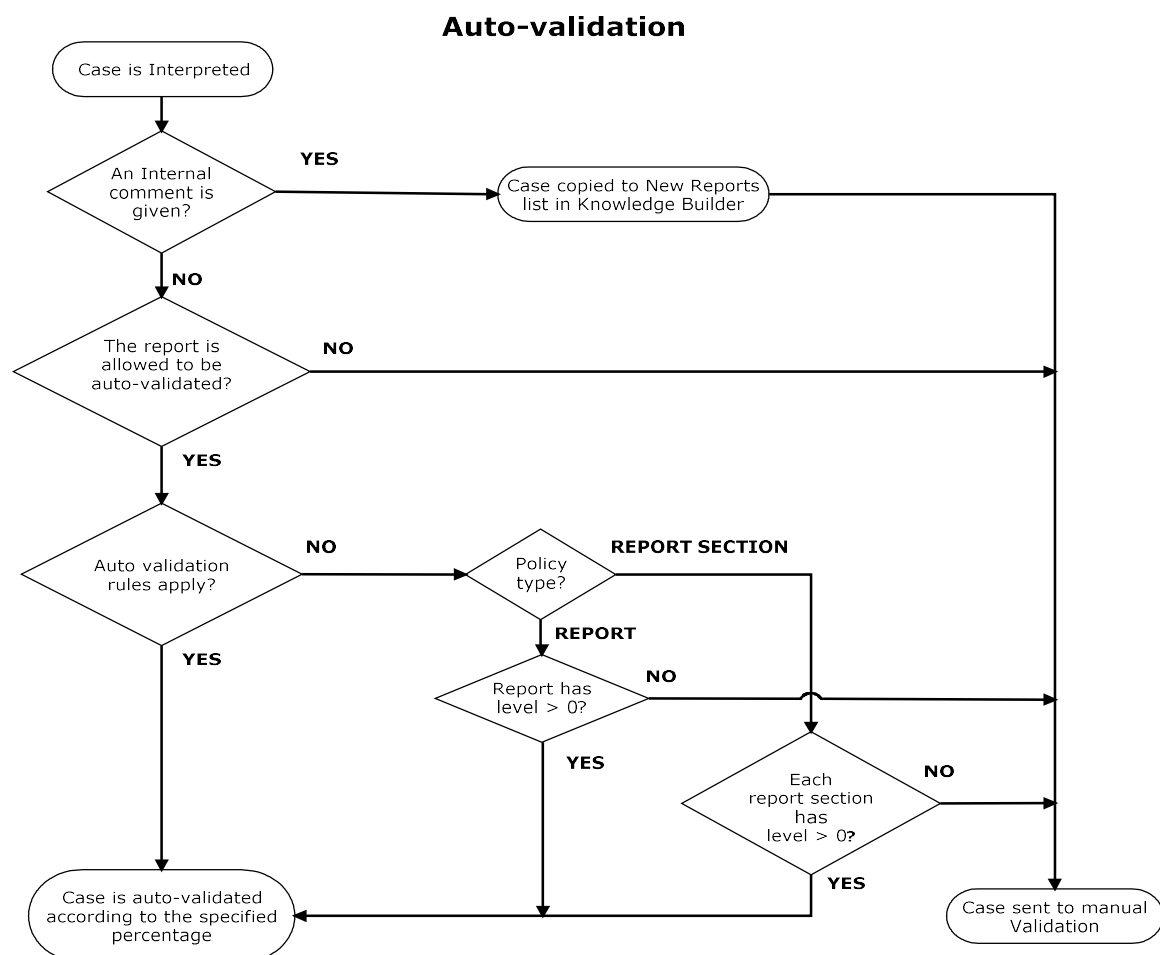 Auto-validation
Case is Interpreted
An Internal
comment is
given?
YES
Case copied to New Reports
list in Knowledge Builder
NO
The report is
allowed to be
auto-validated?
NO
YES
Auto validation
rules apply?
NO
Policy
type?
REPORT SECTION
REPORT
YES
Report has
level > 0?
NO
YES
Each
report section
has
level > 0?
NO
YES
Case is auto-validated
according to the specified
percentage
Case sent to manual
Validation